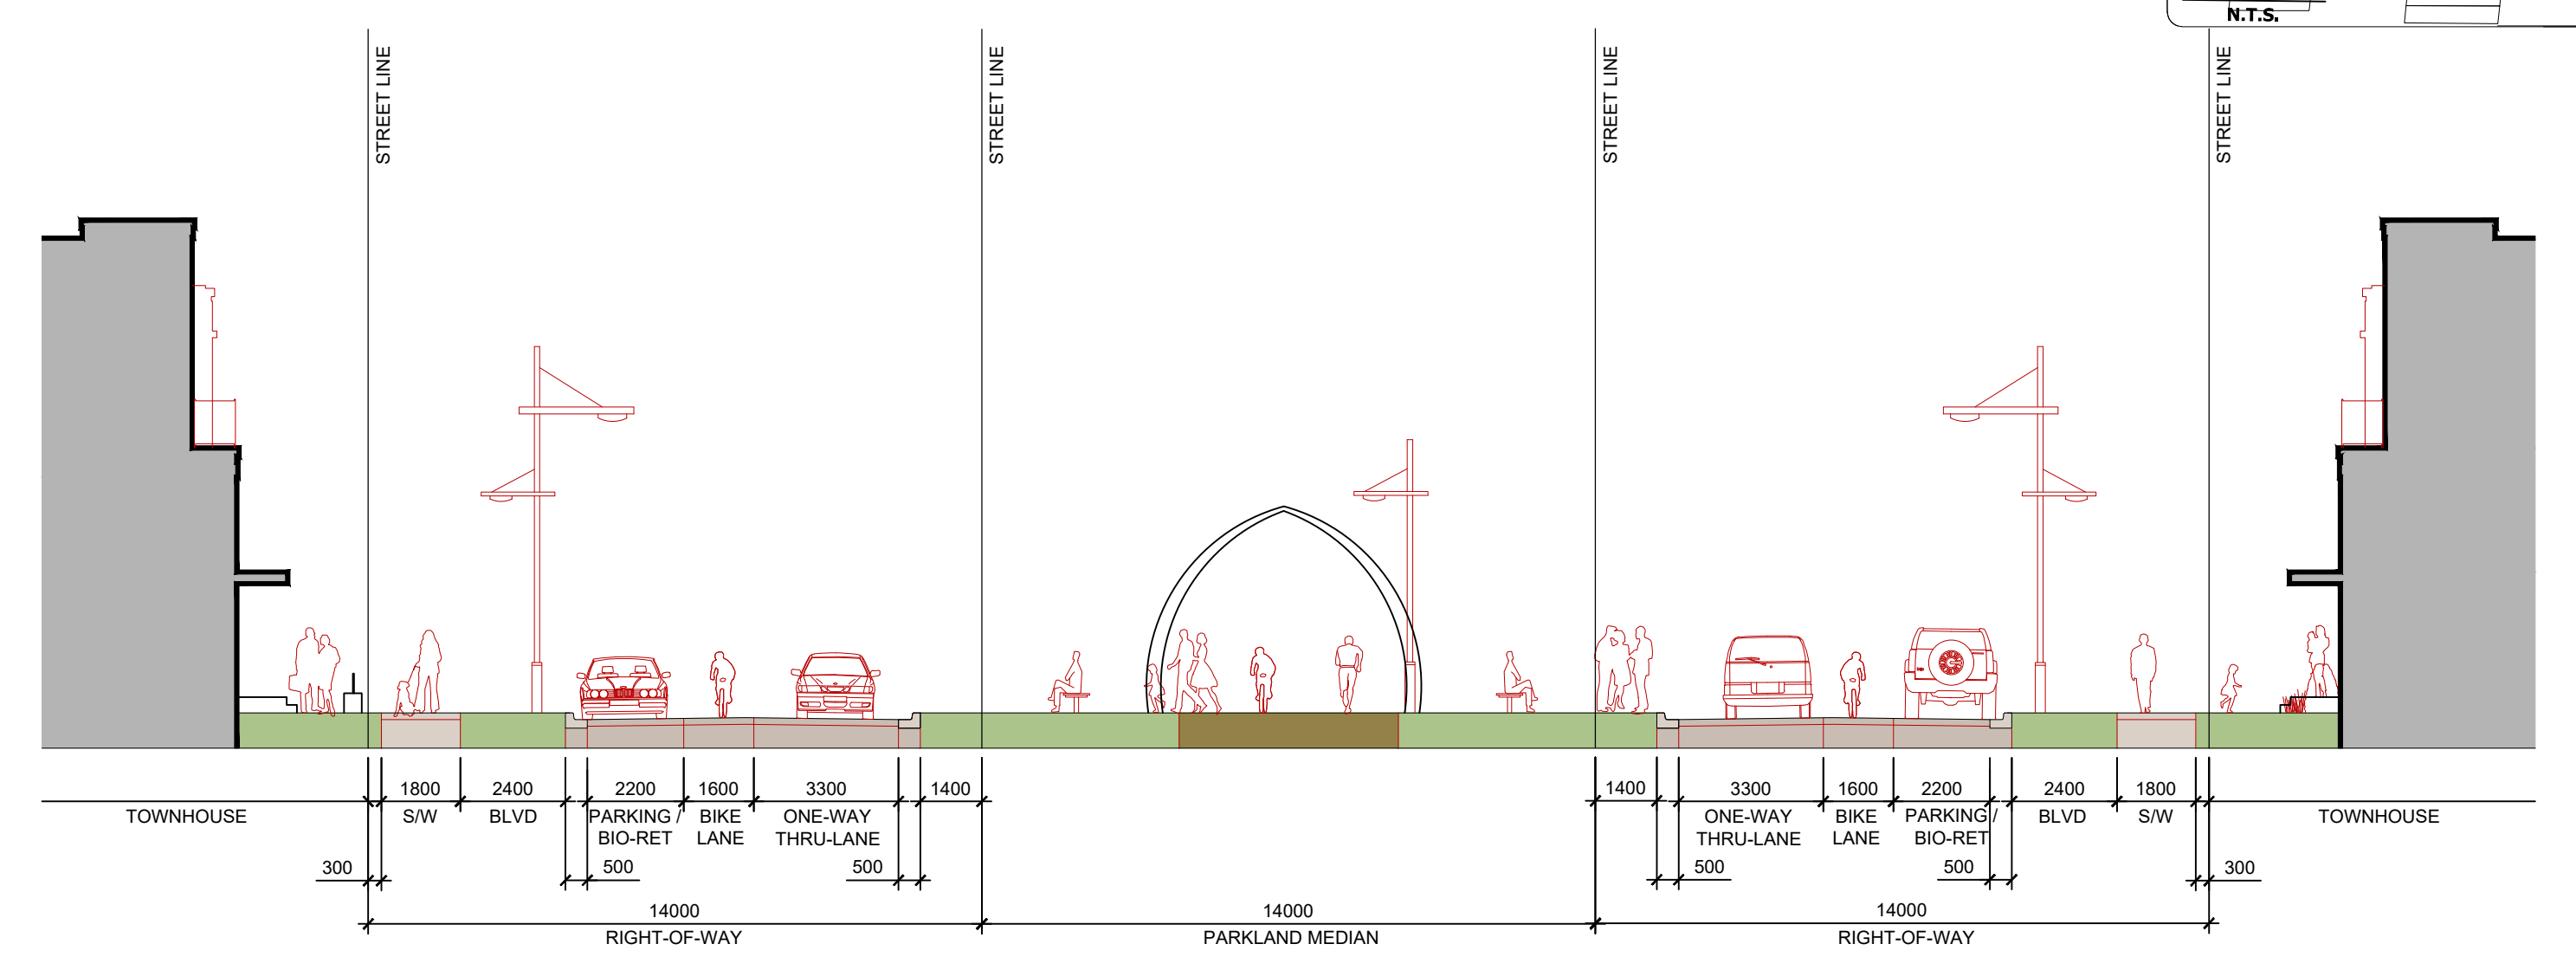 N.T.S.
STREET LINE
STREET LINE
STREET LINE
STREET LINE
1800
2400
2200
1600
3300
1400
1400
3300
1600
2200
2400
1800
TOWNHOUSE
S/W
BLVD
PARKING /
BIO-RET
BIKE
LANE
ONE-WAY
THRU-LANE
ONE-WAY
THRU-LANE
BIKE
LANE
PARKING /
BIO-RET
BLVD
S/W
TOWNHOUSE
300
500
500
500
500
300
14000
RIGHT-OF-WAY
14000
PARKLAND MEDIAN
14000
RIGHT-OF-WAY